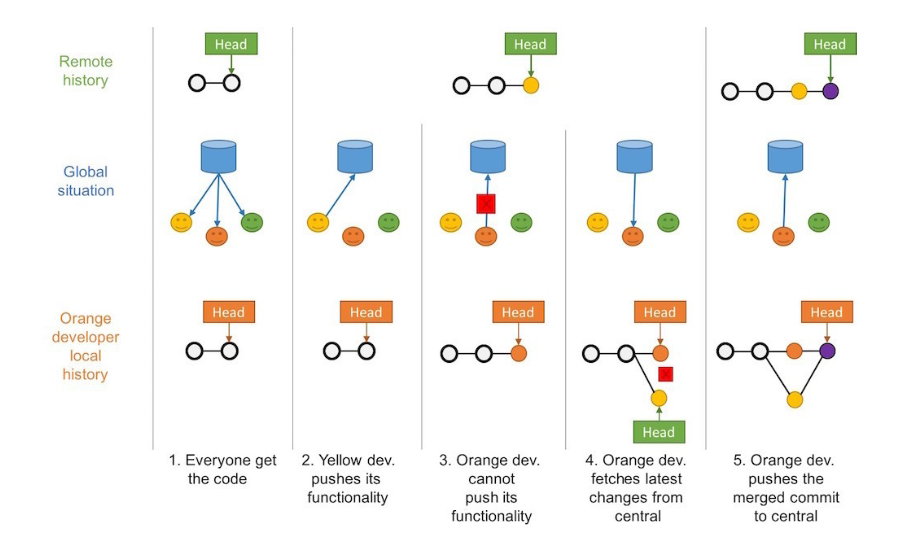 Head
Head
Head
Remote
history
Global
situation
X
Orange
developer
local
history
Head
Head
Head
Head
Head
X
Head
1. Everyone get
the code
2. Yellow dev.
pushes its
functionality
3. Orange dev.
cannot
push its
functionality
4. Orange dev.
fetches latest
changes from
central
5. Orange dev.
pushes the
merged commit
to central